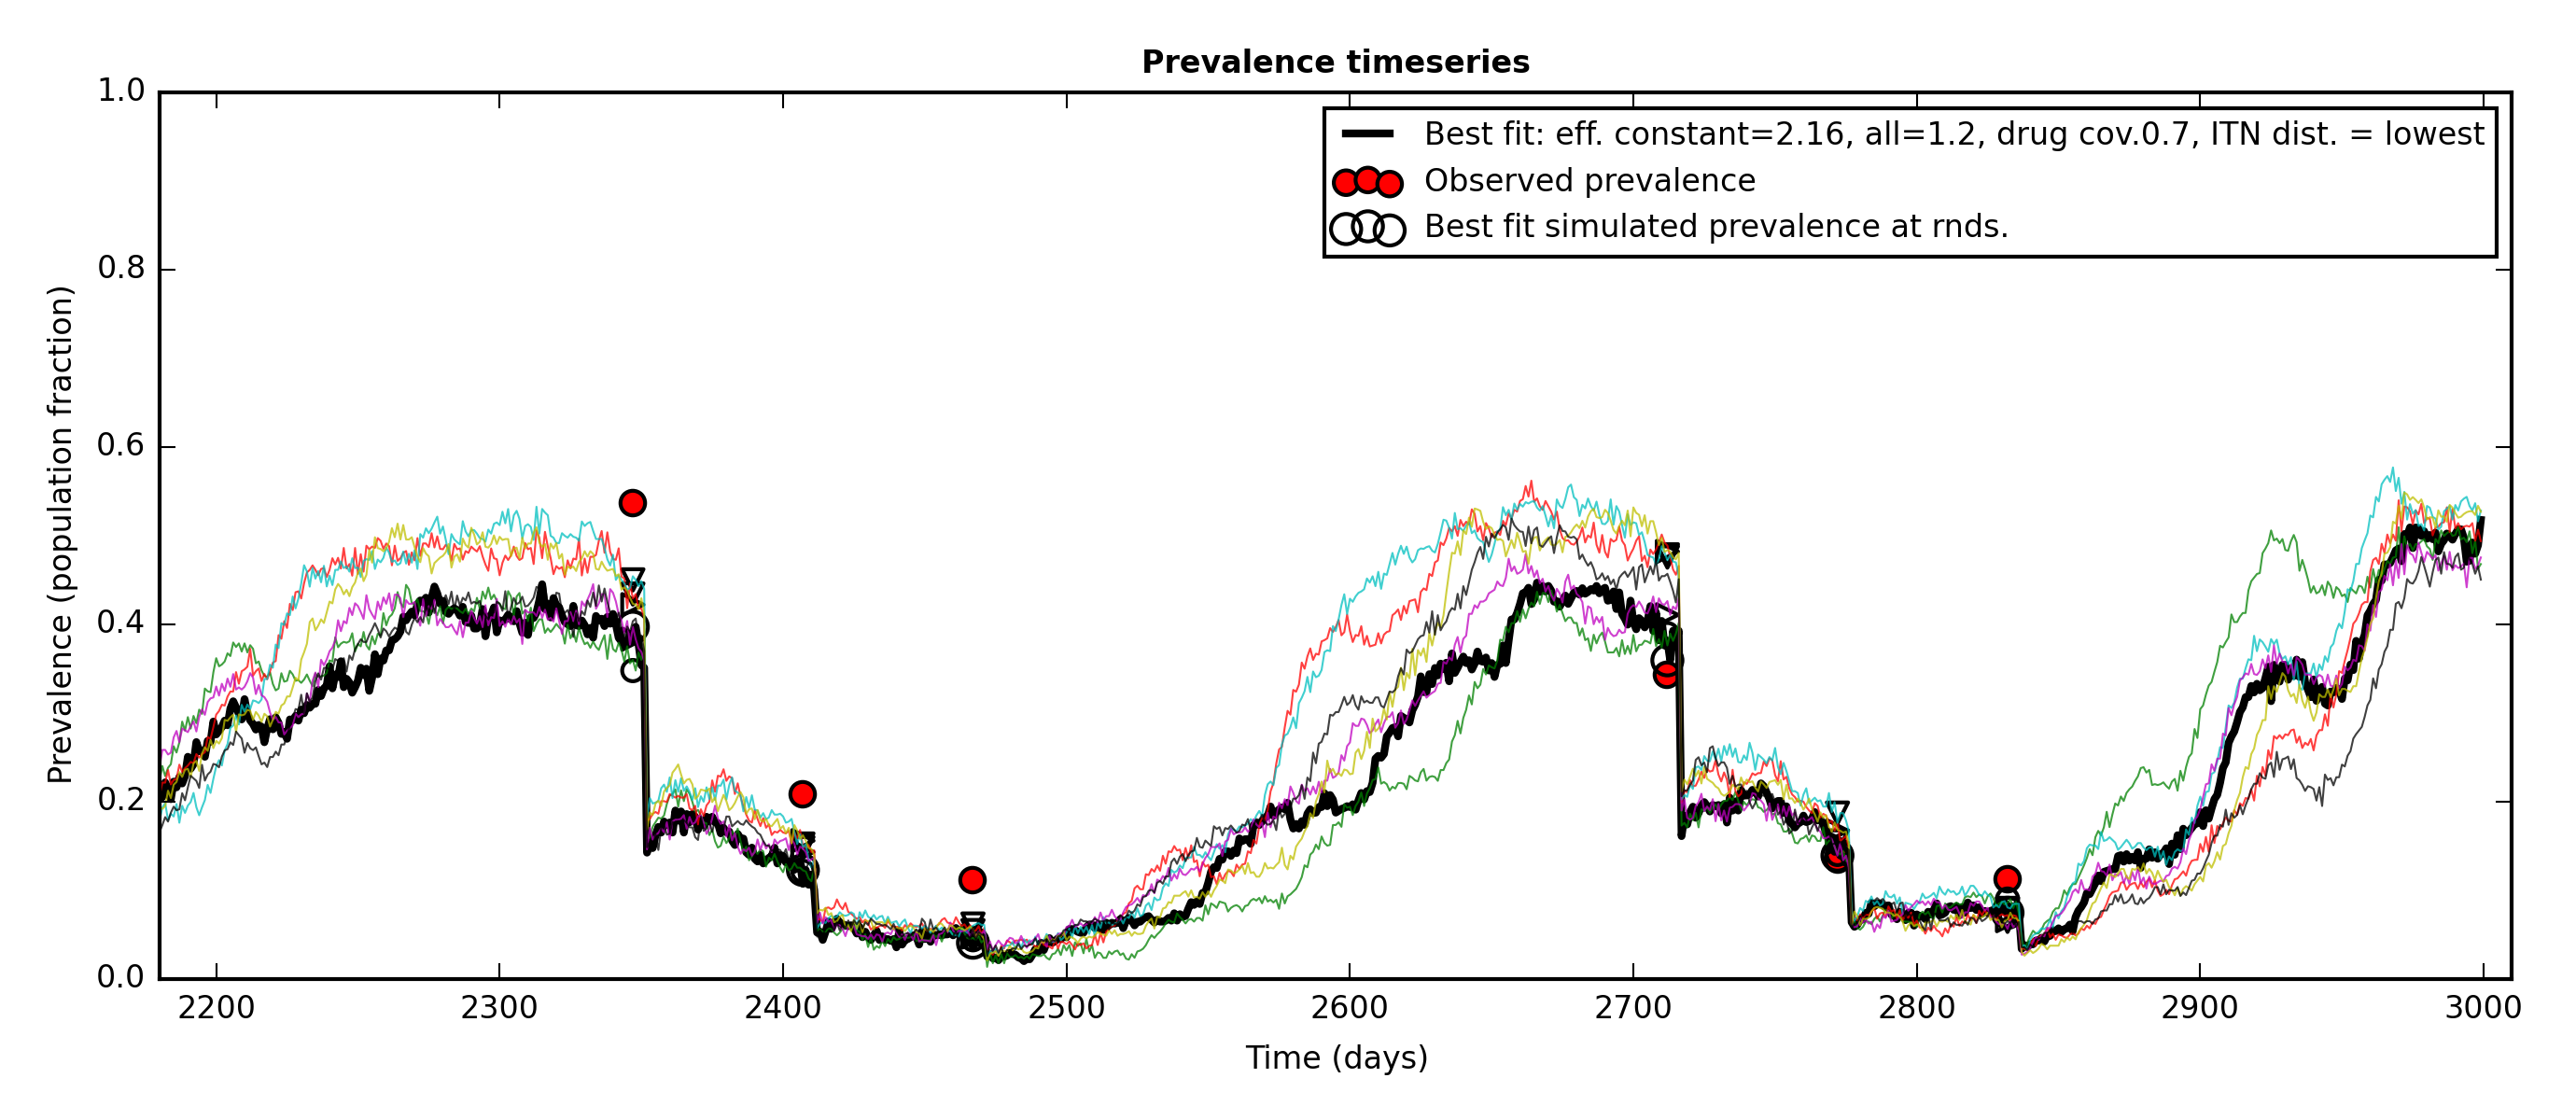 Prevalence timeseries
1.0
0.8
0.6
0.4
0.2
0.0
Prevalence (population fraction)
Best fit: eff. constant=2.16, all=1.2, drug cov.0.7, ITN dist. = lowest
Observed prevalence
Best fit simulated prevalence at rnds.
2200 2300 2400 2500 2600 2700 2800 2900 3000
Time (days)